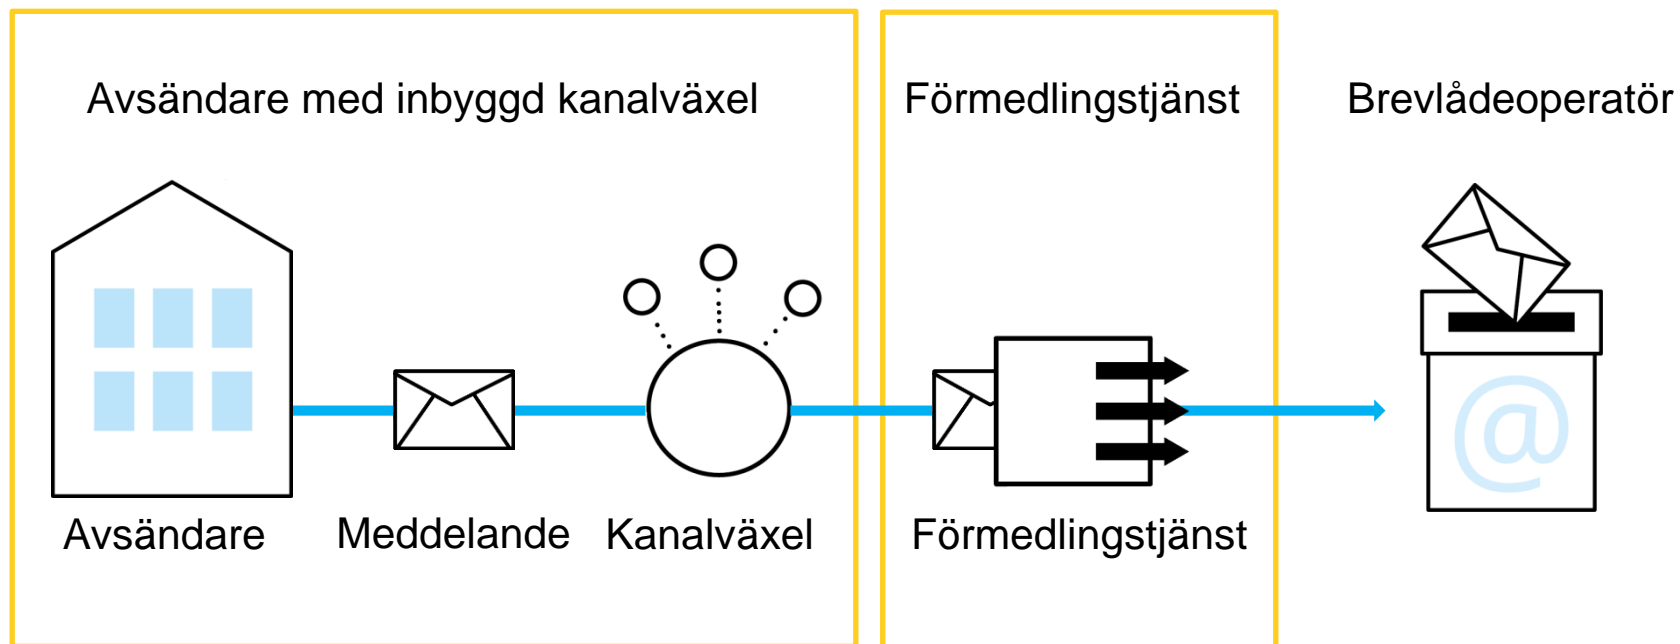 Avsändare med inbyggd kanalväxel
Förmedlingstjänst
Brevlådeoperatör
@
Avsändare
Meddelande
Kanalväxel
Förmedlingstjänst